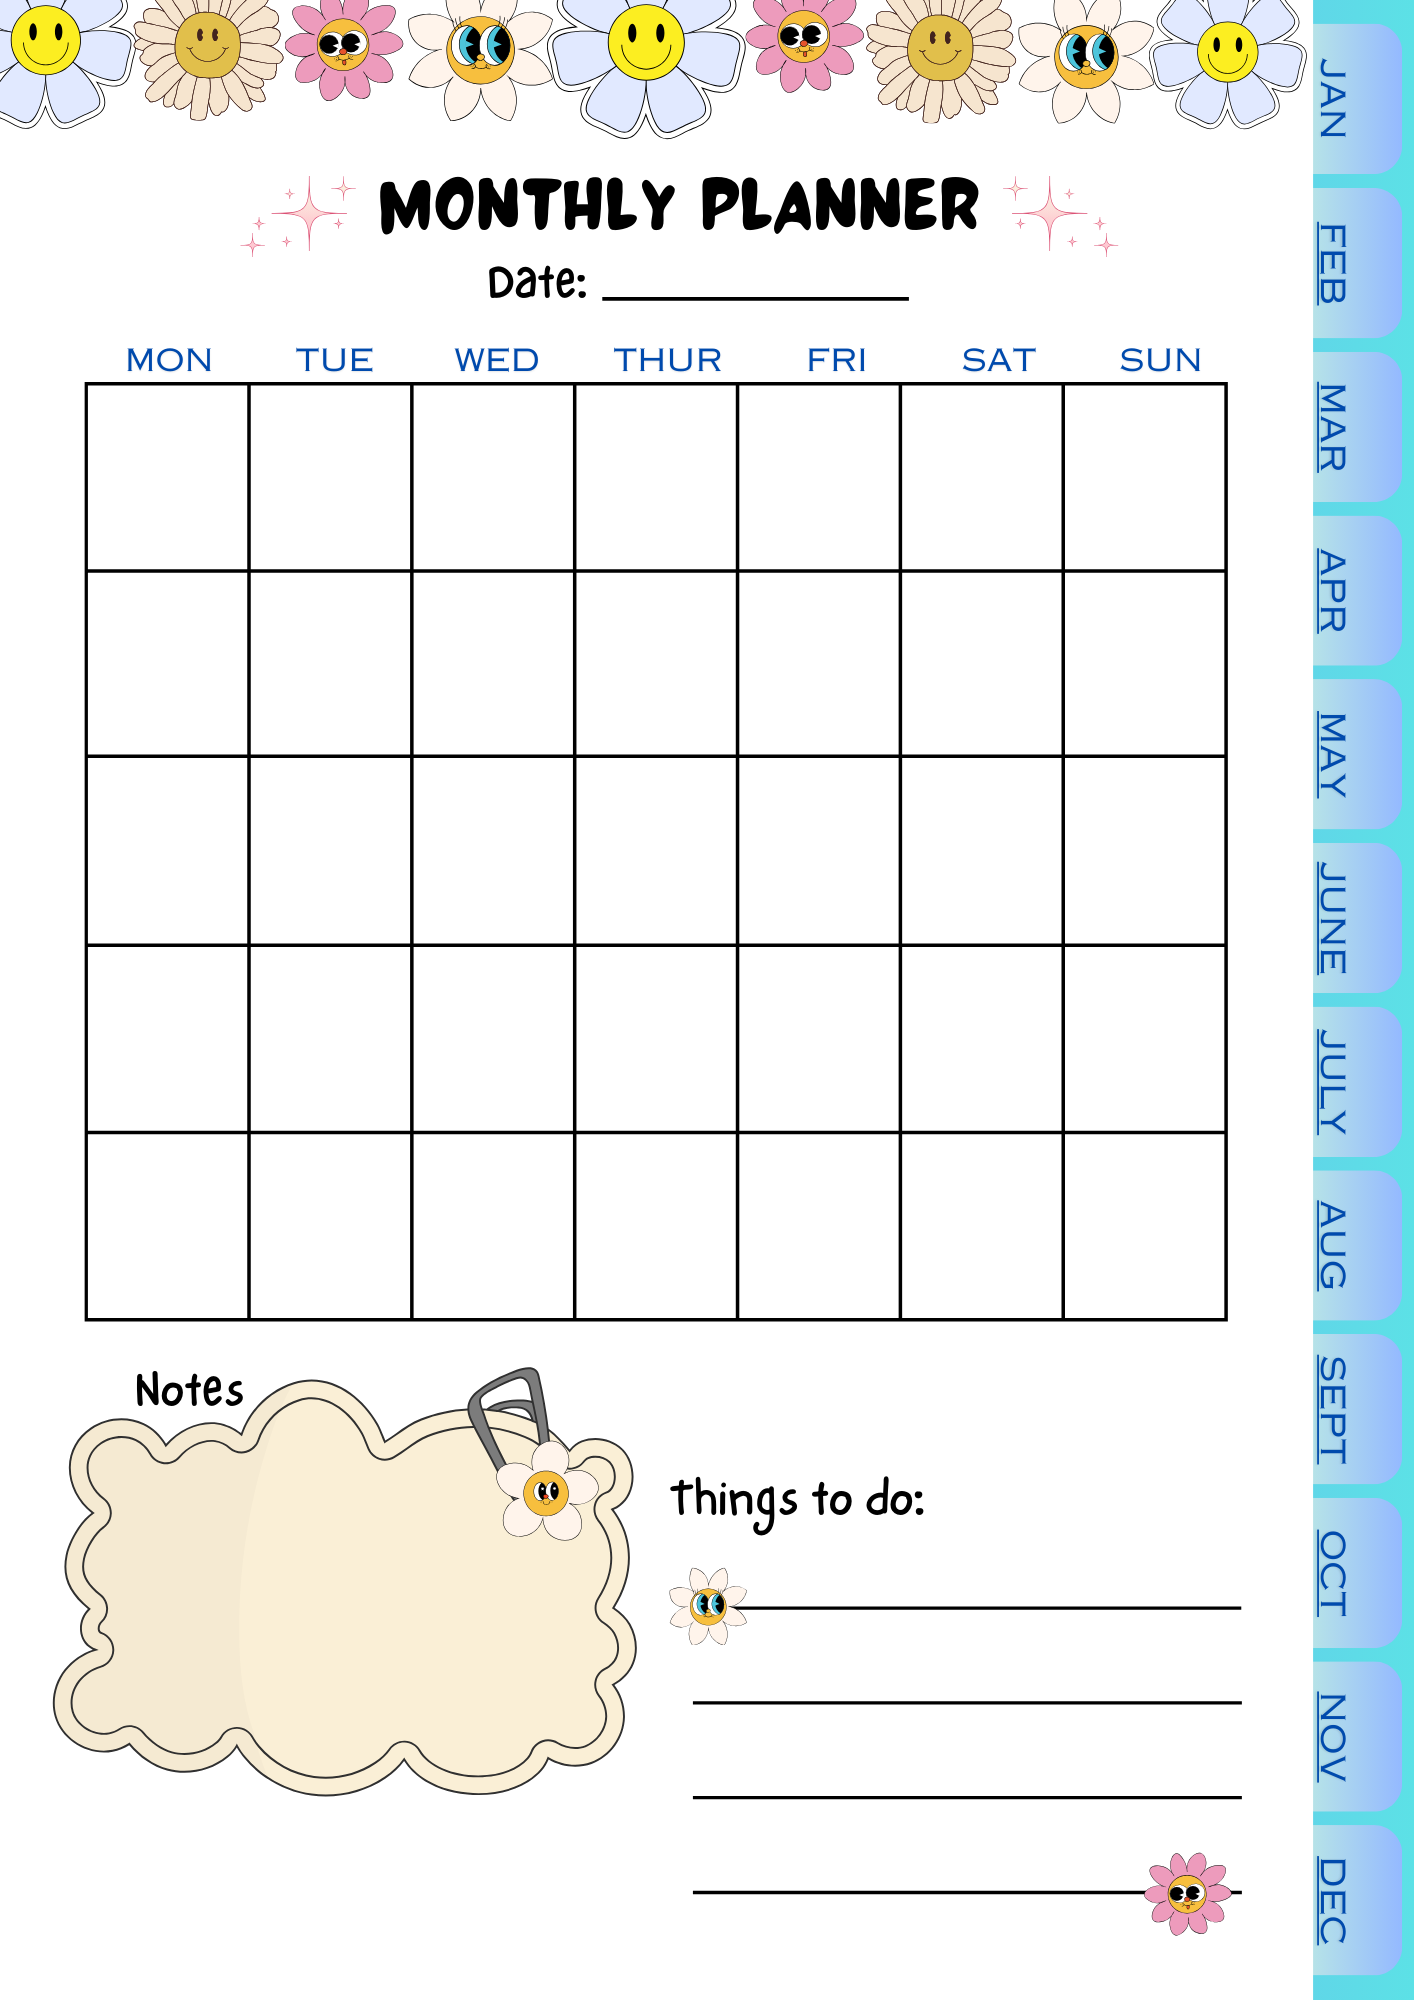 MONTHLY PLANNER
Date:
MON TUE WED THUR FRI SAT SUN
Notes
Things to do:
JAN
FEB
MAR
APR
MAY
JUNE
JULY
AUG
SEPT
OCT
NOV
DEC